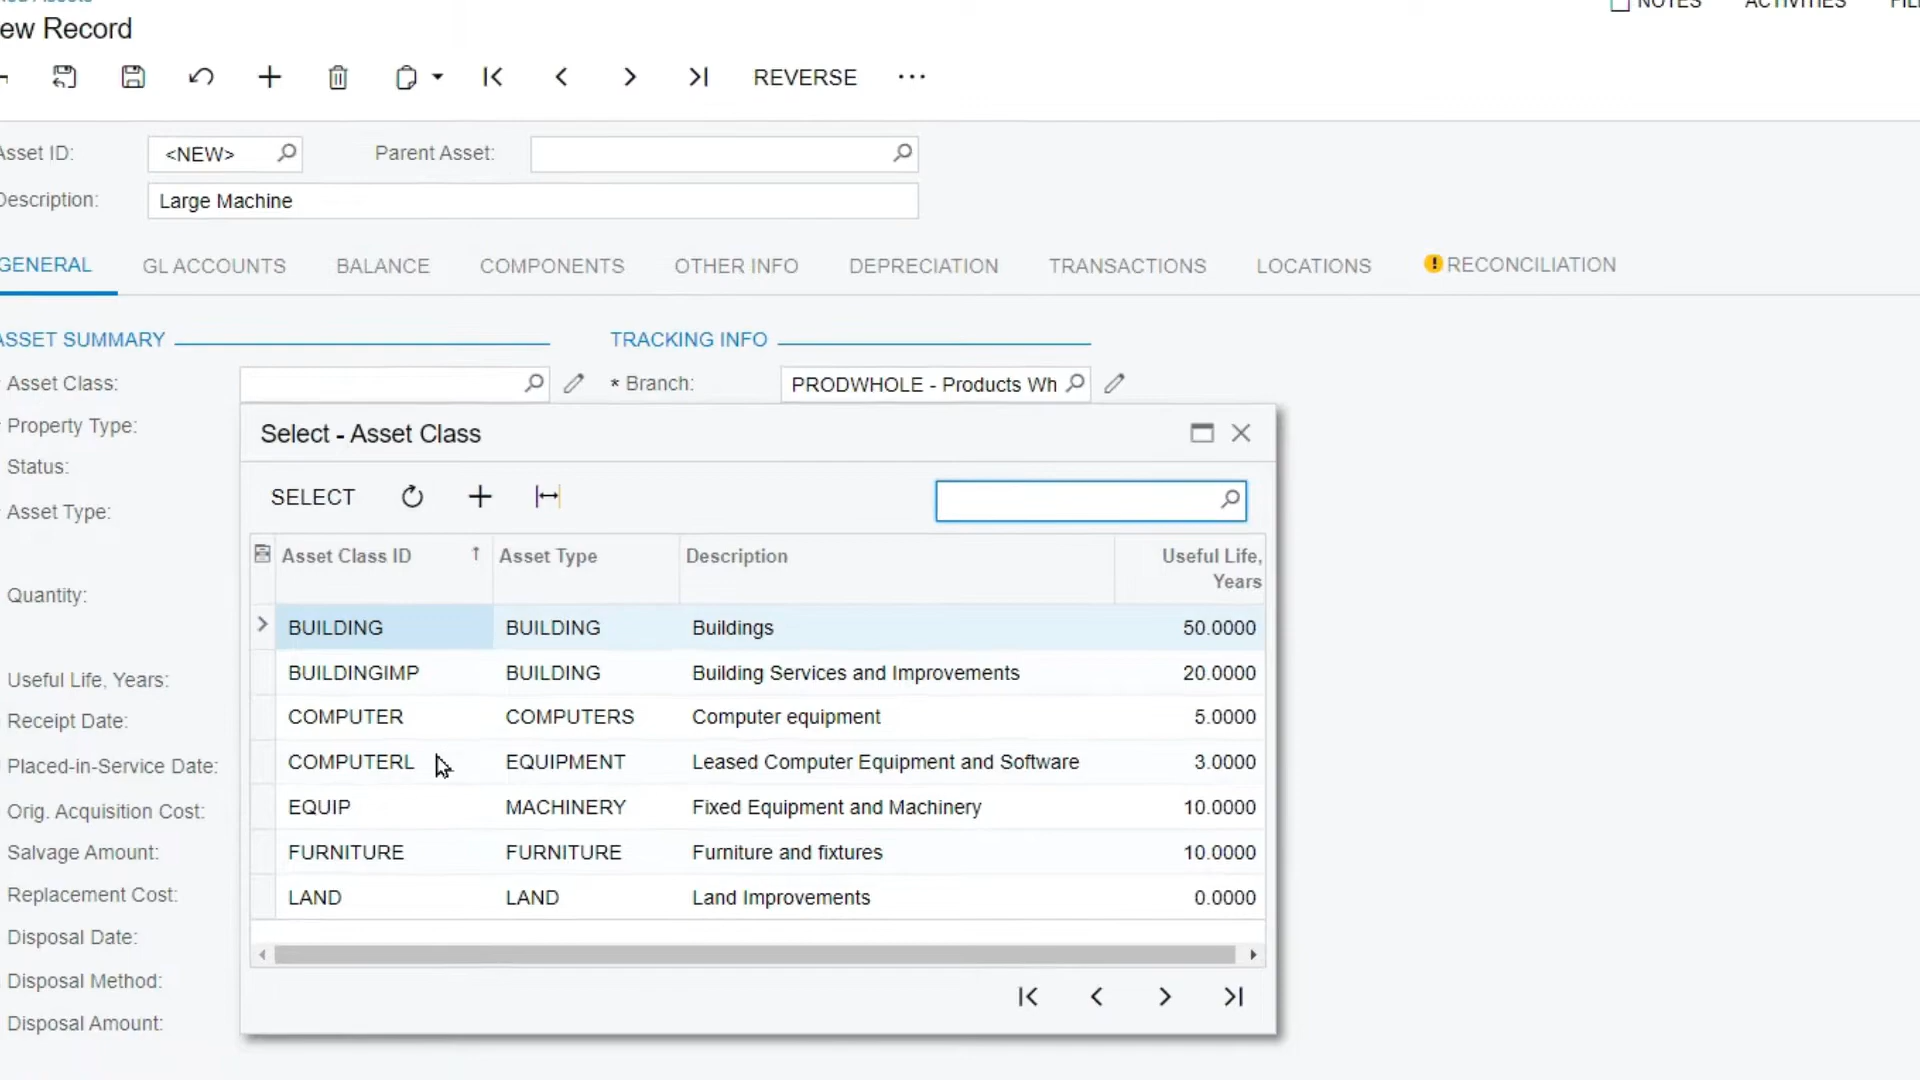 ew Record
NOTES ACTIVITIES FIL
REVERSE ...
Asset ID: <NEW> Parent Asset:
Description: Large Machine
GENERAL GL ACCOUNTS BALANCE COMPONENTS OTHER INFO DEPRECIATION TRANSACTIONS LOCATIONS RECONCILIATION
ASSET SUMMARY TRACKING INFO
Asset Class: * Branch: PRODWHOLE - Products Wh
Property Type:
Status:
Asset Type:
Quantity:
Useful Life, Years:
Receipt Date:
Placed-in-Service Date:
Orig. Acquisition Cost:
Salvage Amount:
Replacement Cost:
Disposal Date:
Disposal Method:
Disposal Amount:
Select - Asset Class
SELECT
Asset Class ID Asset Type Description Useful Life,
Years
BUILDING BUILDING Buildings 50.0000
BUILDINGIMP BUILDING Building Services and Improvements 20.0000
COMPUTER COMPUTERS Computer equipment 5.0000
COMPUTERL EQUIPMENT Leased Computer Equipment and Software 3.0000
EQUIP MACHINERY Fixed Equipment and Machinery 10.0000
FURNITURE FURNITURE Furniture and fixtures 10.0000
LAND LAND Land Improvements 0.0000